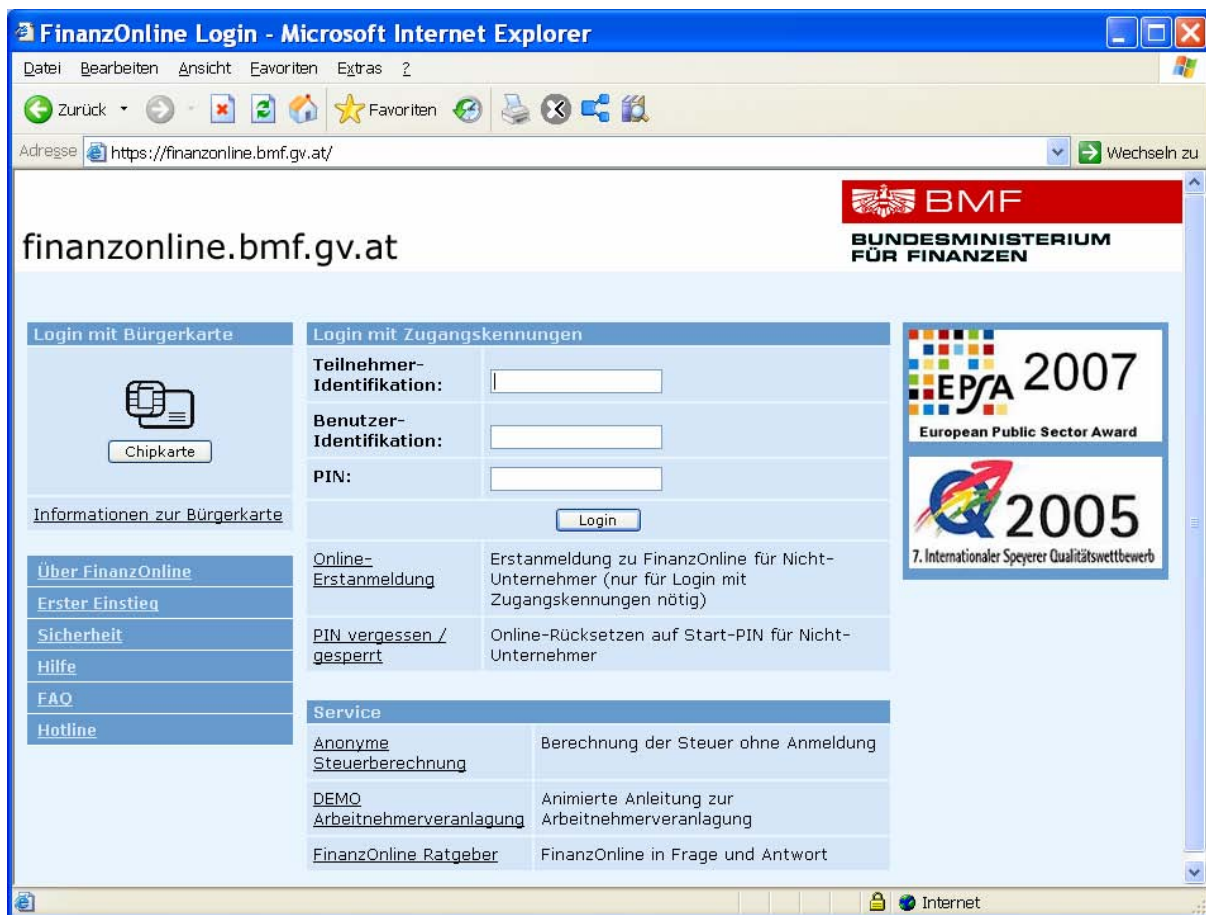 FinanzOnline Login - Microsoft Internet Explorer
Datei Bearbeiten Ansicht Favoriten Extras ?
Zurück Favoriten
Adresse https://finanzonline.bmf.gv.at/ Wechseln zu
BMF
BUNDESMINISTERIUM
FÜR FINANZEN
finanzonline.bmf.gv.at
Login mit Bürgerkarte
Chipkarte
Informationen zur Bürgerkarte
Über FinanzOnline
Erster Einstieg
Sicherheit
Hilfe
FAQ
Hotline
Login mit Zugangskennungen
Teilnehmer-
Identifikation:
Benutzer-
Identifikation:
PIN:
Login
Online-
Erstanmeldung
Erstanmeldung zu FinanzOnline für Nicht-
Unternehmer (nur für Login mit
Zugangskennungen nötig)
PIN vergessen /
gesperrt
Online-Rücksetzen auf Start-PIN für Nicht-
Unternehmer
Service
Anonyme
Steuerberechnung
Berechnung der Steuer ohne Anmeldung
DEMO
Arbeitnehmerveranlagung
Animierte Anleitung zur
Arbeitnehmerveranlagung
FinanzOnline Ratgeber
FinanzOnline in Frage und Antwort
EPSA 2007
European Public Sector Award
Q 2005
7. Internationaler Speyerer Qualitätswettbewerb
Internet